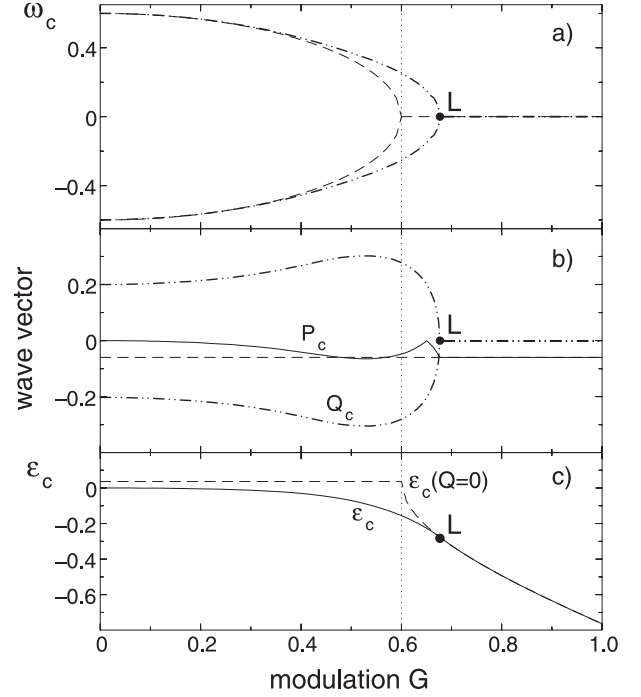 ω_c
a)
0.4
0
−0.4
L
wave vector
b)
0.2
0
−0.2
P_c
Q_c
L
ε_c
c)
0
−0.2
−0.4
−0.6
ε_c(Q=0)
ε_c
L
0.0 0.2 0.4 0.6 0.8 1.0
modulation G